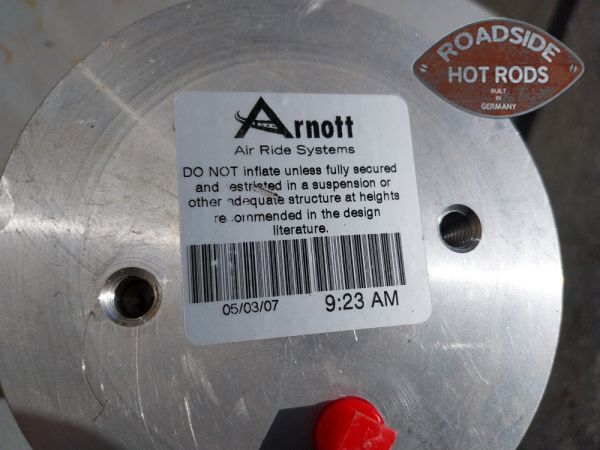 ROADSIDE
HOT RODS
BUILT
IN
GERMANY
Arnott
Air Ride Systems
DO NOT inflate unless fully secured
and restricted in a suspension or
other adequate structure at heights
recommended in the design
literature.
05/03/07 9:23 AM